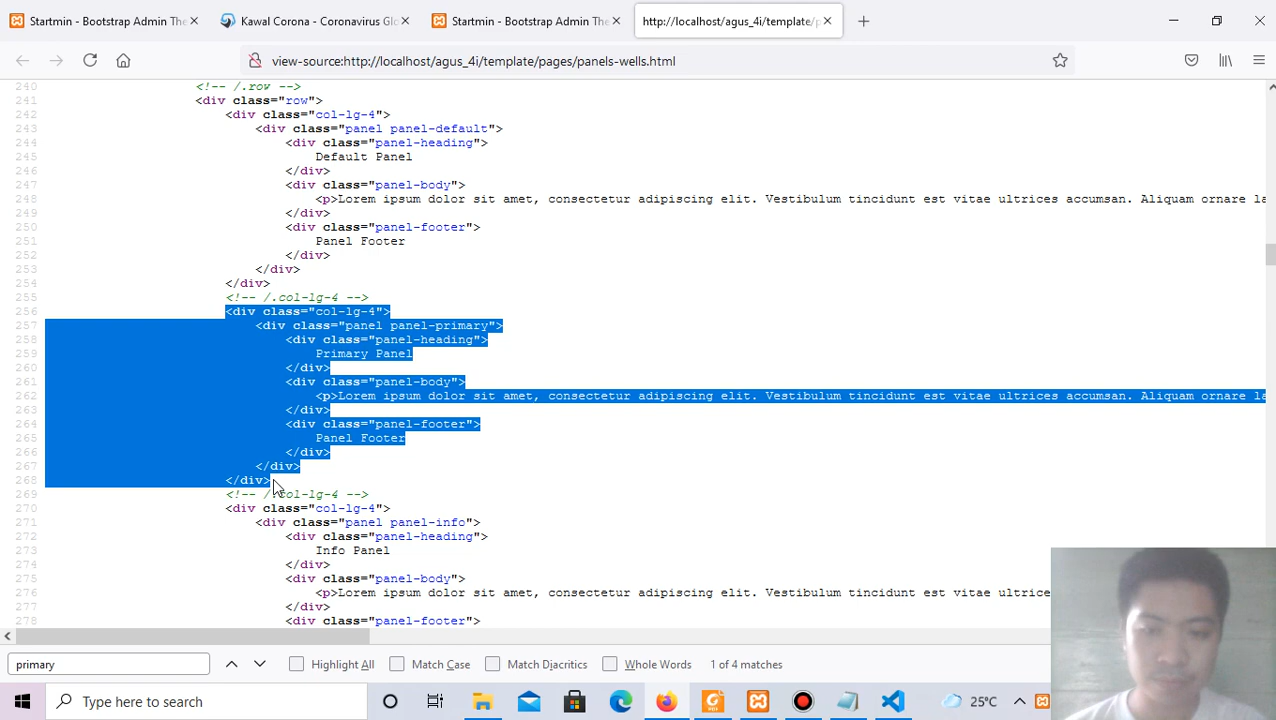 Startmin - Bootstrap Admin The
Kawal Corona - Coronavirus Glo
Startmin - Bootstrap Admin The
http://localhost/agus_4i/template/p
view-source:http://localhost/agus_4i/template/pages/panels-wells.html
240 <!-- /.row -->
241 <div class="row">
242 <div class="col-lg-4">
243 <div class="panel panel-default">
244 <div class="panel-heading">
245 Default Panel
246 </div>
247 <div class="panel-body">
248 <p>Lorem ipsum dolor sit amet, consectetur adipiscing elit. Vestibulum tincidunt est vitae ultrices accumsan. Aliquam ornare la
249 </div>
250 <div class="panel-footer">
251 Panel Footer
252 </div>
253 </div>
254 </div>
255 <!-- /.col-lg-4 -->
256 <div class="col-lg-4">
257 <div class="panel panel-primary">
258 <div class="panel-heading">
259 Primary Panel
260 </div>
261 <div class="panel-body">
262 <p>Lorem ipsum dolor sit amet, consectetur adipiscing elit. Vestibulum tincidunt est vitae ultrices accumsan. Aliquam ornare la
263 </div>
264 <div class="panel-footer">
265 Panel Footer
266 </div>
267 </div>
268 </div>
269 <!-- /.col-lg-4 -->
270 <div class="col-lg-4">
271 <div class="panel panel-info">
272 <div class="panel-heading">
273 Info Panel
274 </div>
275 <div class="panel-body">
276 <p>Lorem ipsum dolor sit amet, consectetur adipiscing elit. Vestibulum tincidunt est vitae ultrice
277 </div>
278 <div class="panel-footer">
primary Highlight All Match Case Match Diacritics Whole Words 1 of 4 matches
Type here to search 25°C